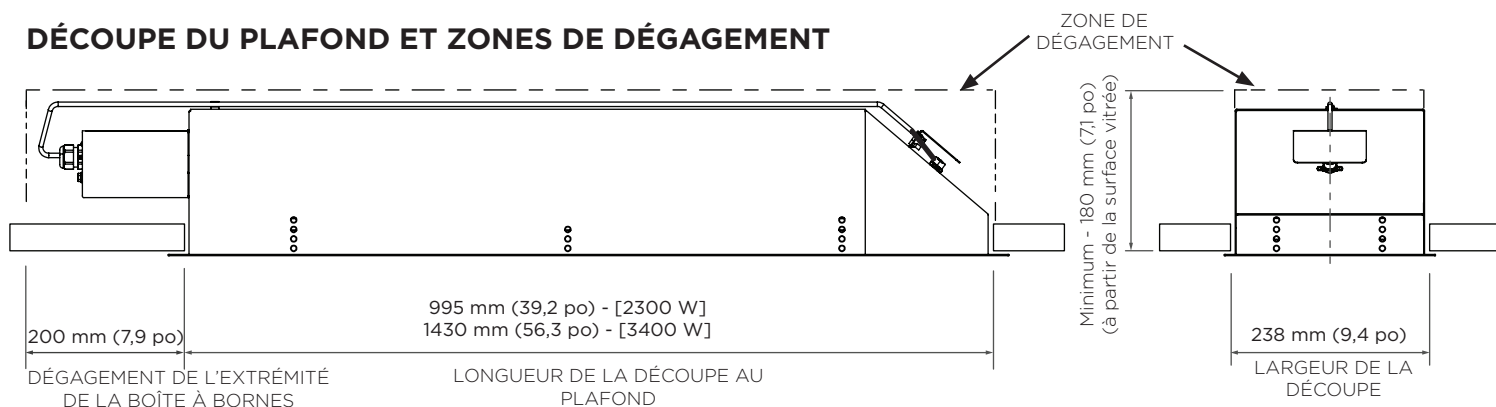 DÉCOUPE DU PLAFOND ET ZONES DE DÉGAGEMENT
ZONE DE
DÉGAGEMENT
Minimum - 180 mm (7,1 po)
(à partir de la surface vitrée)
995 mm (39,2 po) - [2300 W]
1430 mm (56,3 po) - [3400 W]
200 mm (7,9 po)
238 mm (9,4 po)
DÉGAGEMENT DE L'EXTRÉMITÉ
DE LA BOÎTE À BORNES
LONGUEUR DE LA DÉCOUPE AU
PLAFOND
LARGEUR DE LA
DÉCOUPE